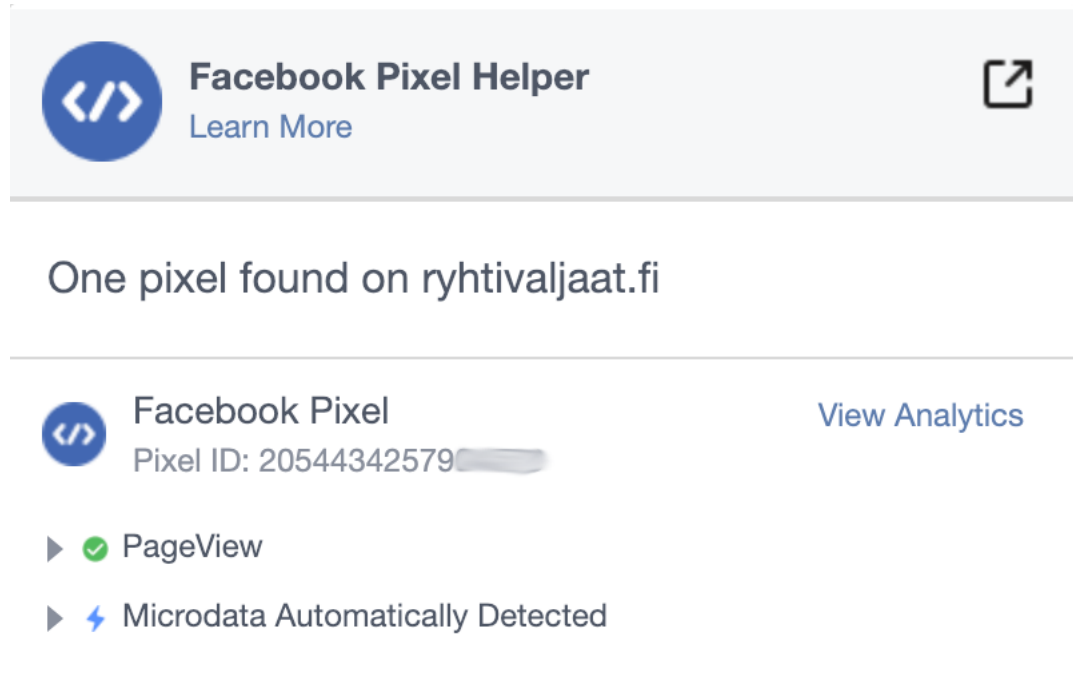 Facebook Pixel Helper
Learn More
One pixel found on ryhtivaljaat.fi
Facebook Pixel
View Analytics
Pixel ID: 20544342579
PageView
Microdata Automatically Detected